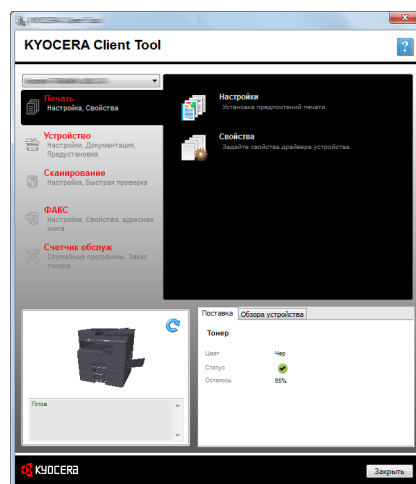 KYOCERA Client Tool
?
Печать
Настройка, Свойства
Устройство
Настройки, Документация,
Предустановка
Сканирование
Настройка, Быстрая проверка
ФАКС
Настройка, Свойства, адресная
книга
Счетчик обслуж
Служебные программы, Заказ
тонера
Настройки
Установка предпочтений печати.
Свойства
Задайте свойства драйвера устройства.
Поставка
Обзора устройства
Тонер
Цвет Чер
Статус
Осталось 65%
Готов
KYOCERA
Закрыть